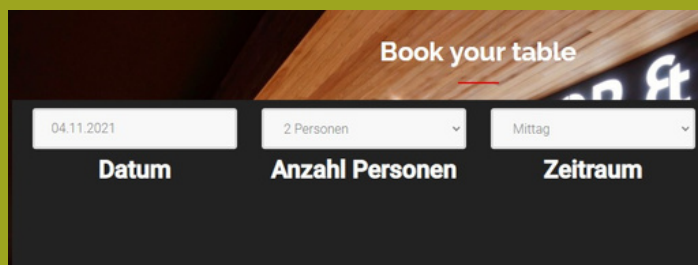 Book your table
04.11.2021 2 Personen Mittag
Datum Anzahl Personen Zeitraum